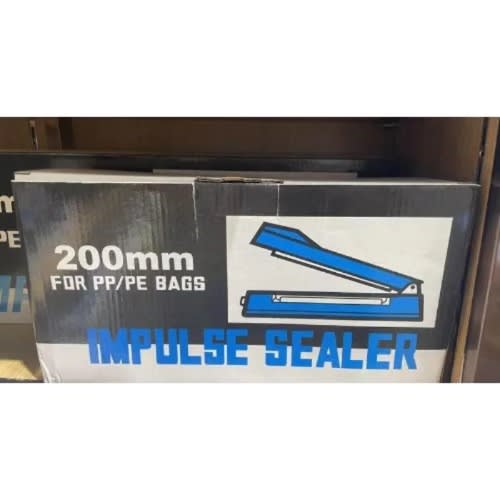 200mm
FOR PP/PE BAGS
IMPULSE SEALER